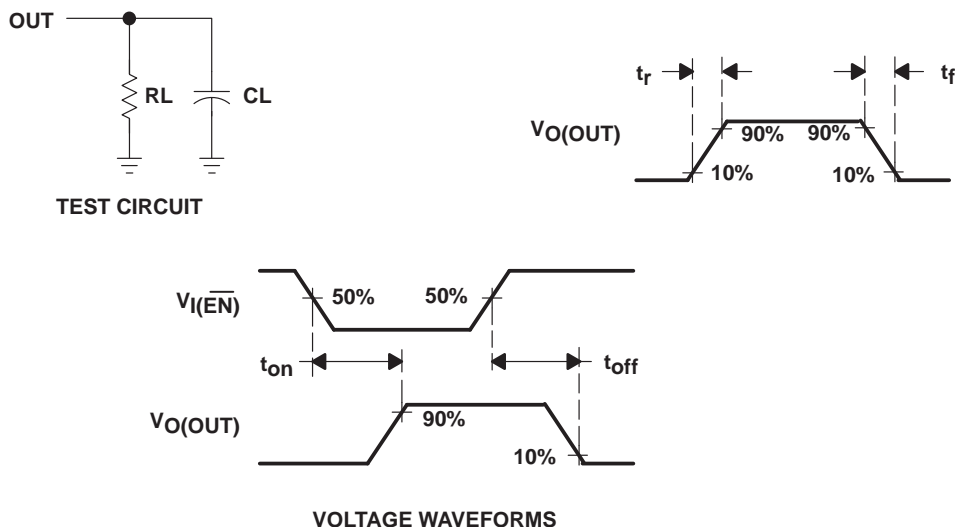 OUT
RL
CL
TEST CIRCUIT
tr
tf
VO(OUT)
90%
90%
10%
10%
VI(E̅N̅)
50%
50%
ton
toff
VO(OUT)
90%
10%
VOLTAGE WAVEFORMS